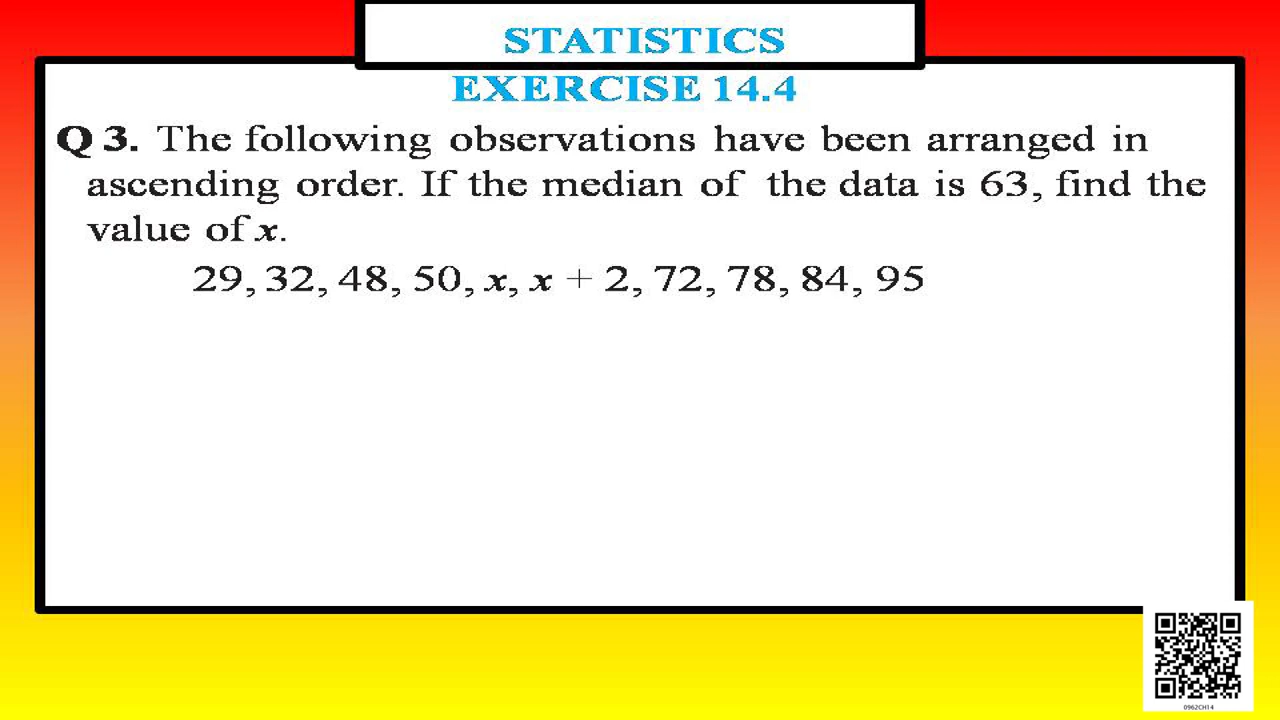 STATISTICS
EXERCISE 14.4
Q 3. The following observations have been arranged in
ascending order. If the median of the data is 63, find the
value of x.
29, 32, 48, 50, x, x + 2, 72, 78, 84, 95
0962CH14